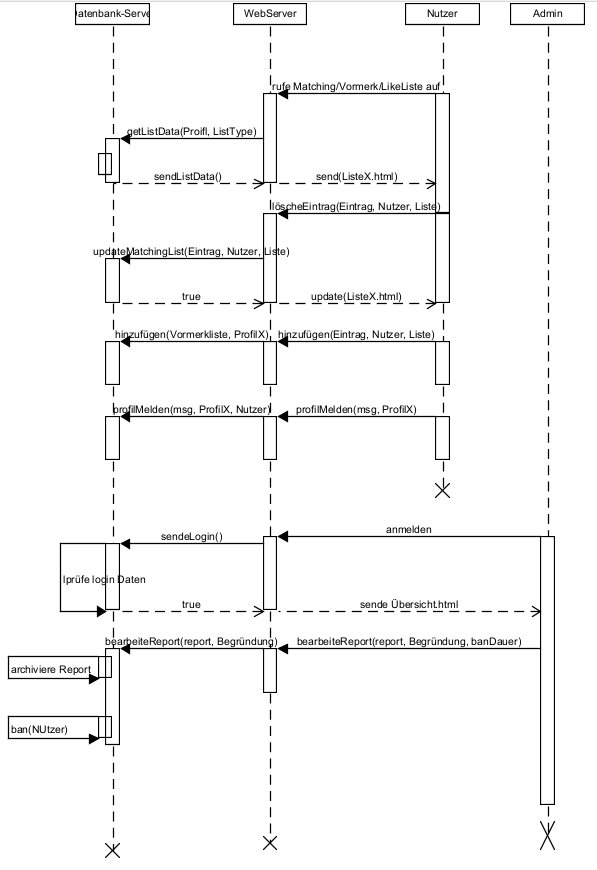 Datenbank-Serve
WebServer
Nutzer
Admin
rufe Matching/Vormerk/LikeListe auf
getListData(Proifl, ListType)
sendListData()
send(ListeX.html)
löscheEintrag(Eintrag, Nutzer, Liste)
updateMatchingList(Eintrag, Nutzer, Liste)
true
update(ListeX.html)
hinzufügen(Vormerkliste, ProfilX)
hinzufügen(Eintrag, Nutzer, Liste)
profilMelden(msg, ProfilX, Nutzer)
profilMelden(msg, ProfilX)
anmelden
sendeLogin()
lprüfe login Daten
true
sende Übersicht.html
bearbeiteReport(report, Begründung)
bearbeiteReport(report, Begründung, banDauer)
archiviere Report
ban(NUtzer)